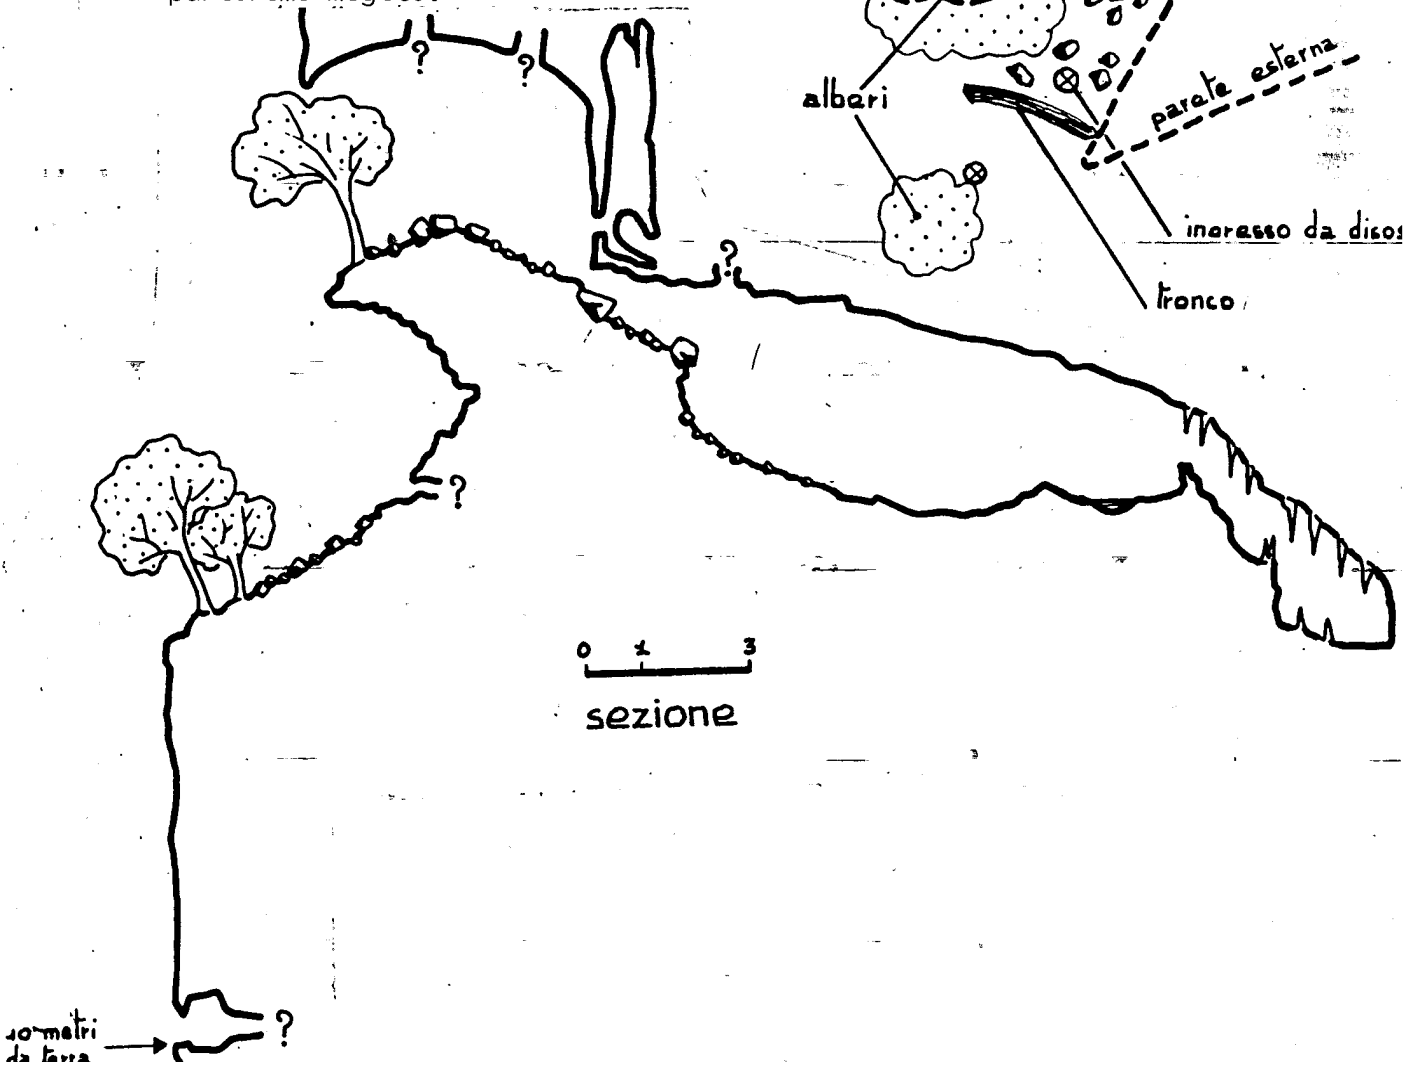 ?
?
alberi
parete esterna
ingresso da disos
?
tronco
?
0 1 3
sezione
?
10 metri
da terra